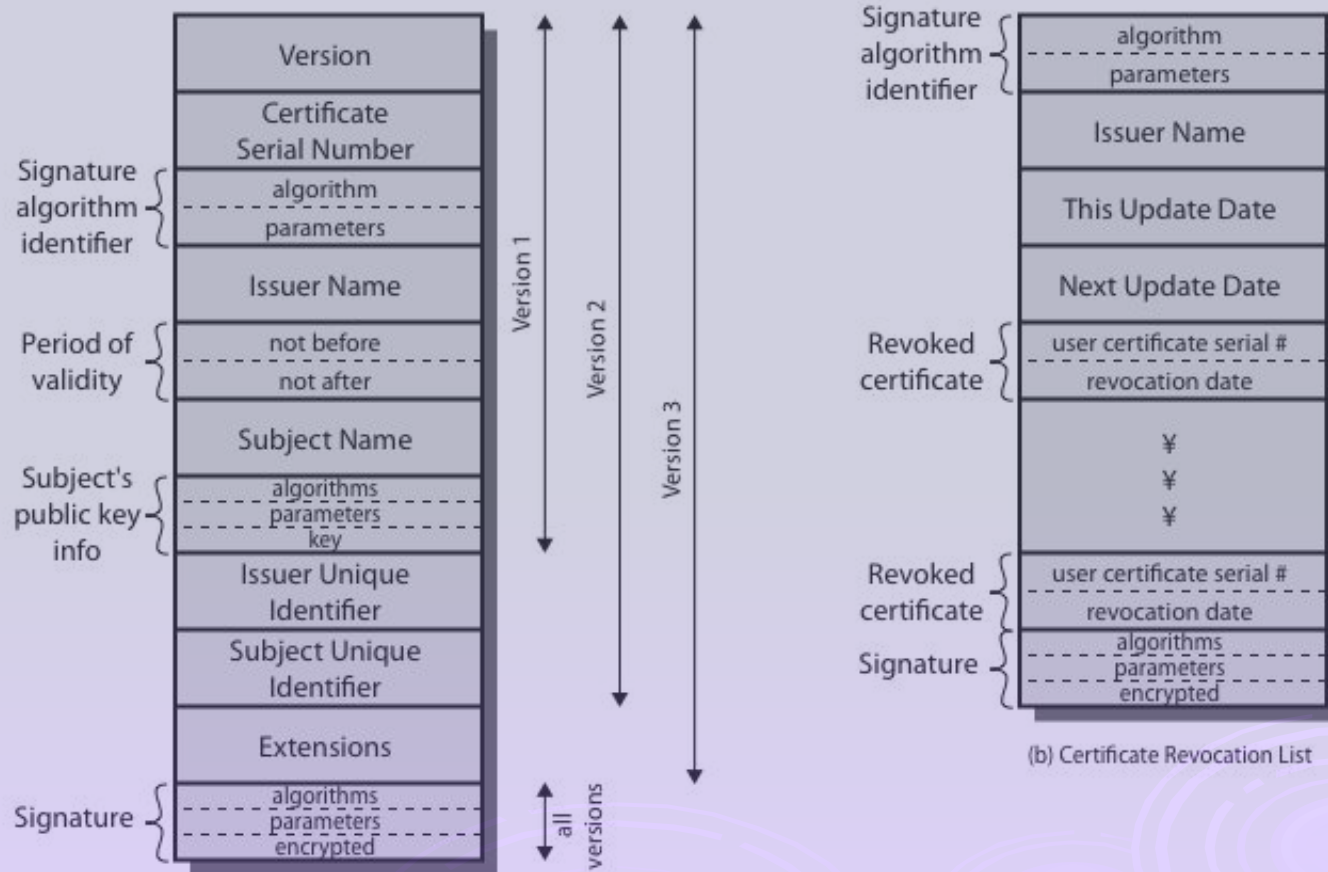 Version
Certificate
Serial Number
Signature
algorithm
identifier
algorithm
parameters
Issuer Name
Period of
validity
not before
not after
Subject Name
Subject's
public key
info
algorithms
parameters
key
Issuer Unique
Identifier
Subject Unique
Identifier
Extensions
Signature
algorithms
parameters
encrypted
Version 1
Version 2
Version 3
all
versions
Signature
algorithm
identifier
algorithm
parameters
Issuer Name
This Update Date
Next Update Date
Revoked
certificate
user certificate serial #
revocation date
¥
¥
¥
Revoked
certificate
user certificate serial #
revocation date
Signature
algorithms
parameters
encrypted
(b) Certificate Revocation List